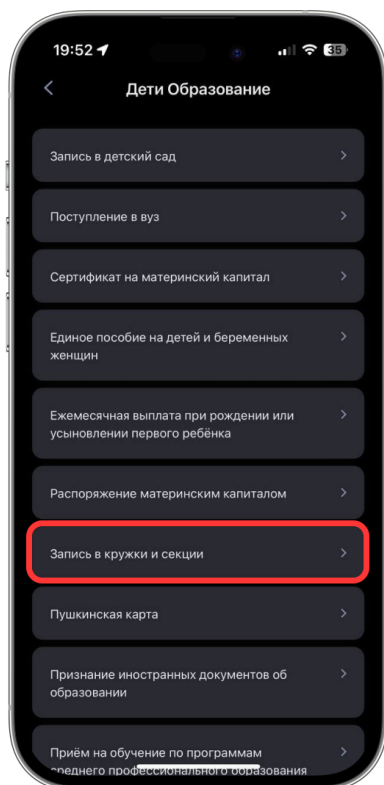 19:52
35
Дети Образование
Запись в детский сад
Поступление в вуз
Сертификат на материнский капитал
Единое пособие на детей и беременных
женщин
Ежемесячная выплата при рождении или
усыновлении первого ребёнка
Распоряжение материнским капиталом
Запись в кружки и секции
Пушкинская карта
Признание иностранных документов об
образовании
Приём на обучение по программам
среднего профессионального образования